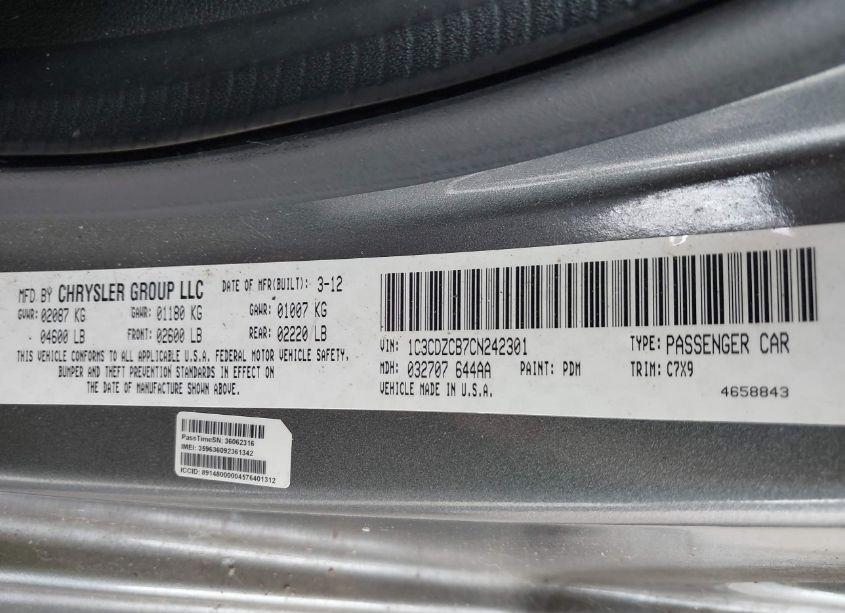 MFD BY CHRYSLER GROUP LLC DATE OF MFR(BUILT): 3-12
GVWR: 02087 KG GAWR: 01180 KG GAWR: 01007 KG
04600 LB FRONT: 02600 LB REAR: 02220 LB
THIS VEHICLE CONFORMS TO ALL APPLICABLE U.S.A. FEDERAL MOTOR VEHICLE SAFETY,
BUMPER AND THEFT PREVENTION STANDARDS IN EFFECT ON
THE DATE OF MANUFACTURE SHOWN ABOVE.
VIN: 1C3CDZCB7CN242301 TYPE: PASSENGER CAR
MDH: 032707 644AA PAINT: PDM TRIM: C7X9
VEHICLE MADE IN U.S.A. 4658843
PassTimeSN: 36062316
IMEI: 359636092361342
ICCID: 89148000004576401312